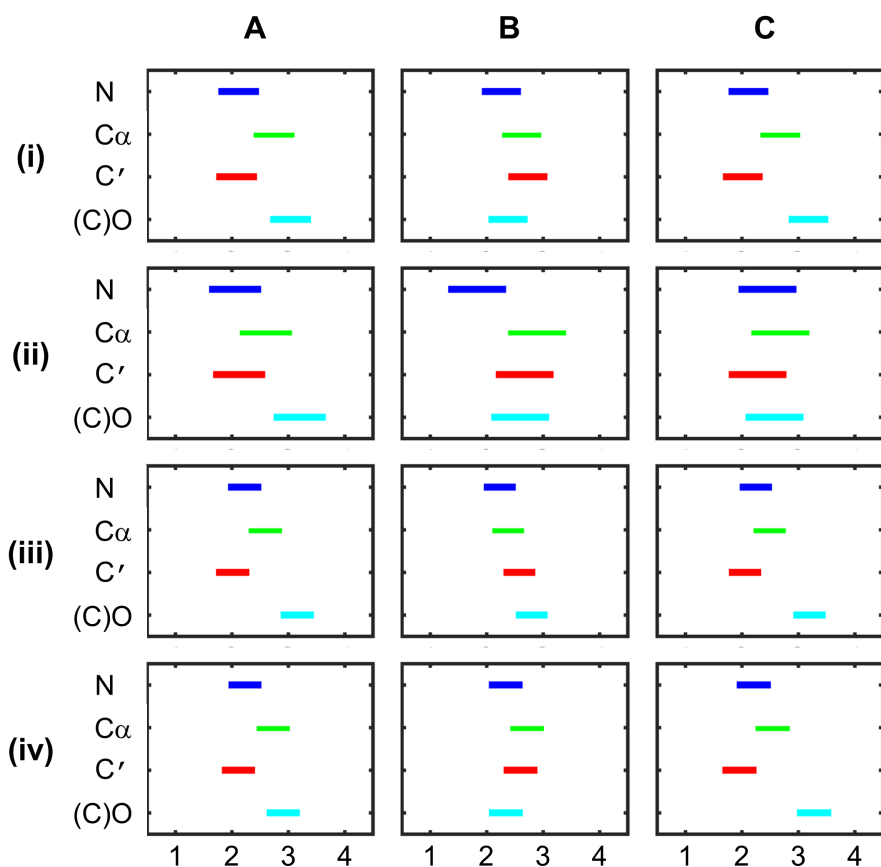 A B C
(i) N
Cα
C′
(C)O
(ii) N
Cα
C′
(C)O
(iii) N
Cα
C′
(C)O
(iv) N
Cα
C′
(C)O
1 2 3 4 1 2 3 4 1 2 3 4